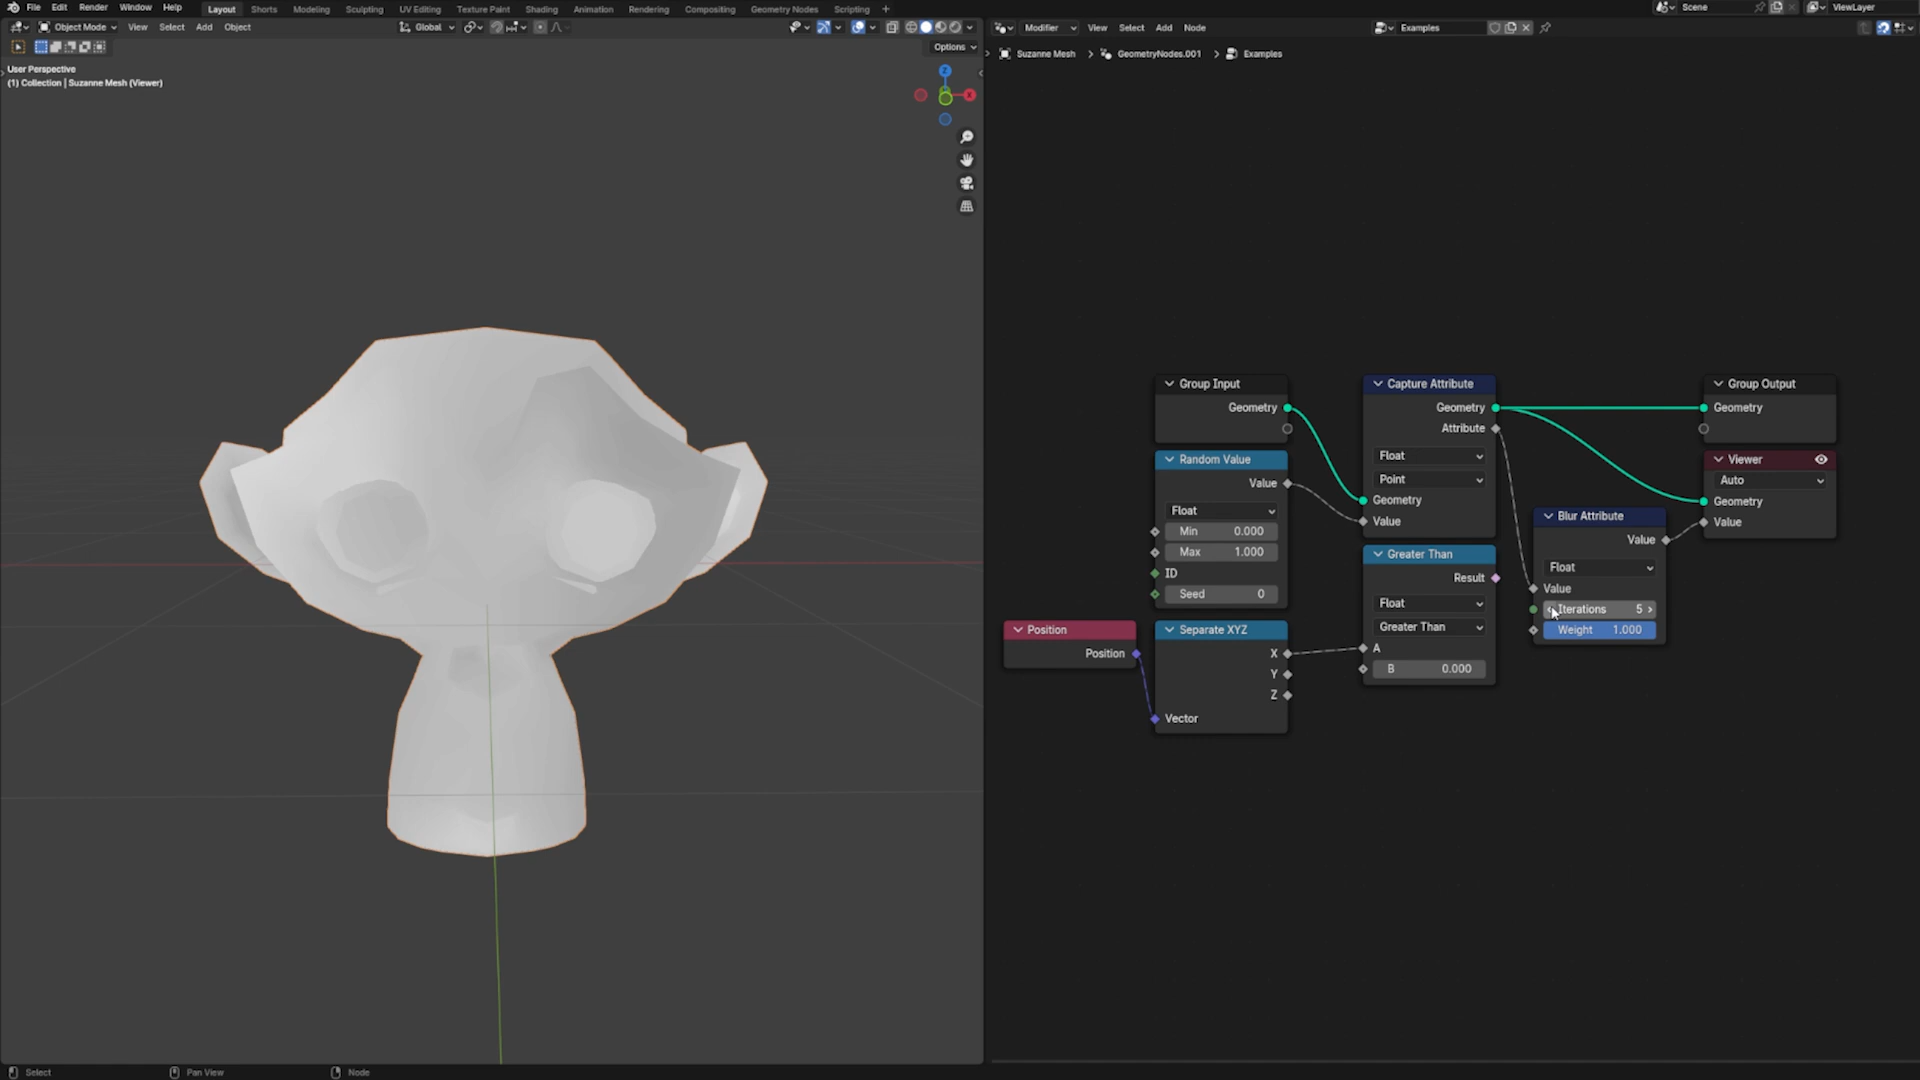 File Edit Render Window Help Layout Shorts Modeling Sculpting UV Editing Texture Paint Shading Animation Rendering Compositing Geometry Nodes Scripting + Scene ViewLayer
Object Mode View Select Add Object Global
Options
User Perspective
(1) Collection | Suzanne Mesh (Viewer)
Z
X
Modifier View Select Add Node Examples
Suzanne Mesh > GeometryNodes.001 > Examples
Group Input
Geometry
Random Value
Value
Float
Min 0.000
Max 1.000
ID
Seed 0
Position
Position
Separate XYZ
X
Y
Z
Vector
Capture Attribute
Geometry
Attribute
Float
Point
Geometry
Value
Greater Than
Result
Float
Greater Than
A
B 0.000
Blur Attribute
Value
Float
Value
Iterations 5
Weight 1.000
Group Output
Geometry
Viewer
Auto
Geometry
Value
Select Pan View Node